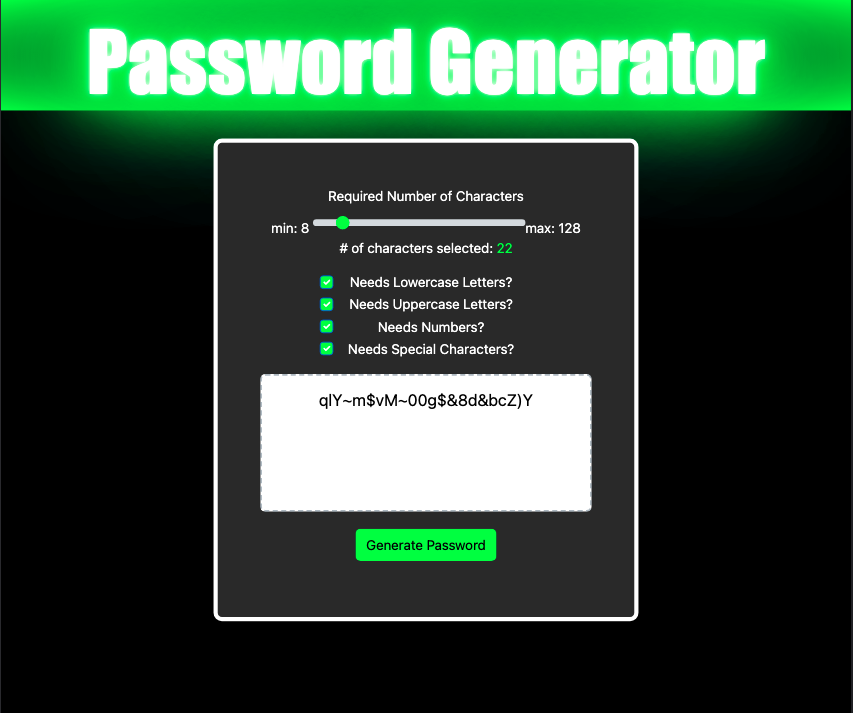 Password Generator
Required Number of Characters
min: 8 max: 128
# of characters selected: 22
Needs Lowercase Letters?
Needs Uppercase Letters?
Needs Numbers?
Needs Special Characters?
qlY~m$vM~00g$&8d&bcZ)Y
Generate Password